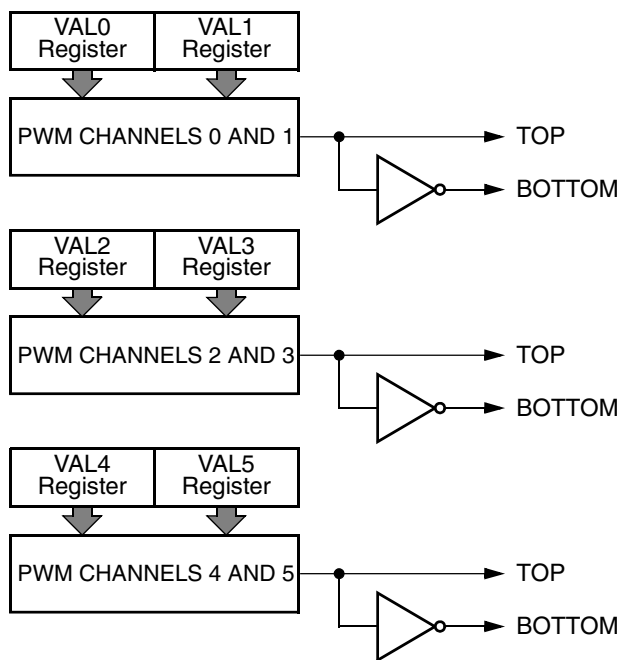 VAL0 Register
VAL1 Register
PWM CHANNELS 0 AND 1
TOP
BOTTOM
VAL2 Register
VAL3 Register
PWM CHANNELS 2 AND 3
TOP
BOTTOM
VAL4 Register
VAL5 Register
PWM CHANNELS 4 AND 5
TOP
BOTTOM